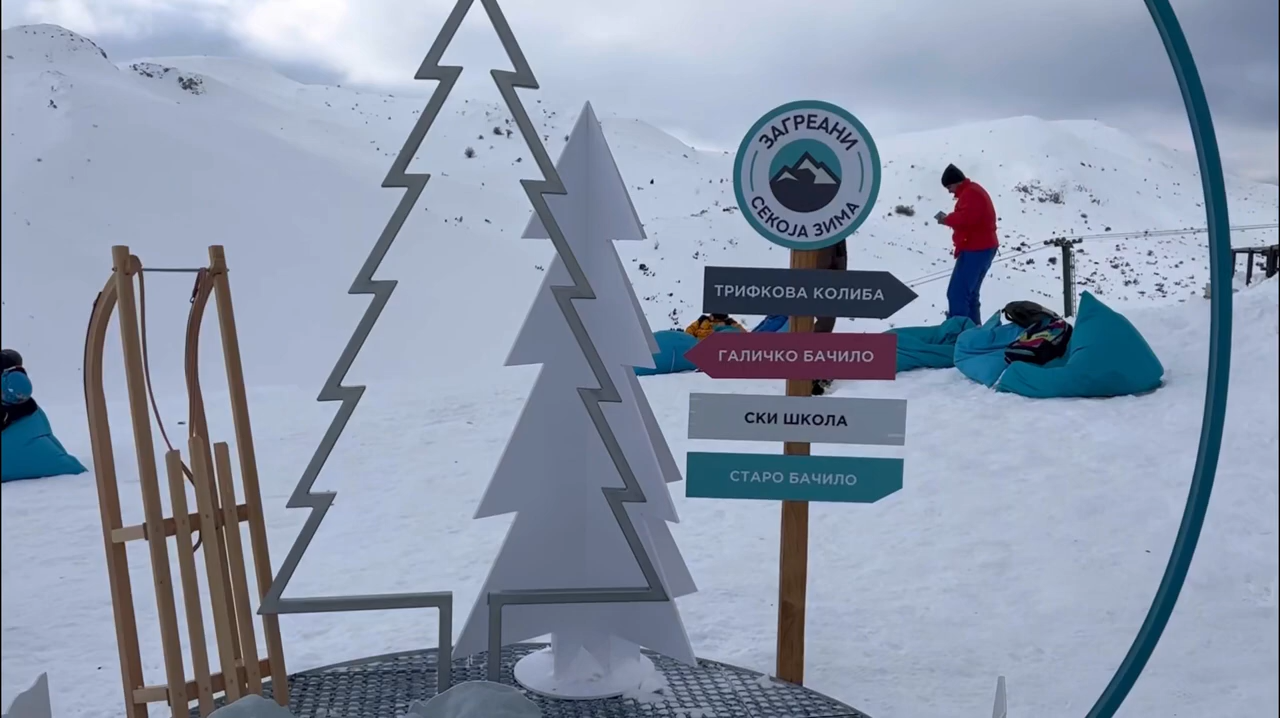 ЗАГРЕАНИ
СЕКОЈА ЗИМА
ТРИФКОВА КОЛИБА
ГАЛИЧКО БАЧИЛО
СКИ ШКОЛА
СТАРО БАЧИЛО